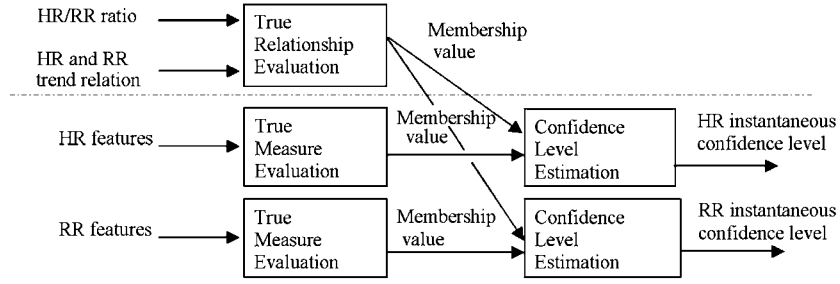 HR/RR ratio
HR and RR
trend relation
True
Relationship
Evaluation
Membership
value
HR features
True
Measure
Evaluation
Membership
value
Confidence
Level
Estimation
HR instantaneous
confidence level
RR features
True
Measure
Evaluation
Membership
value
Confidence
Level
Estimation
RR instantaneous
confidence level